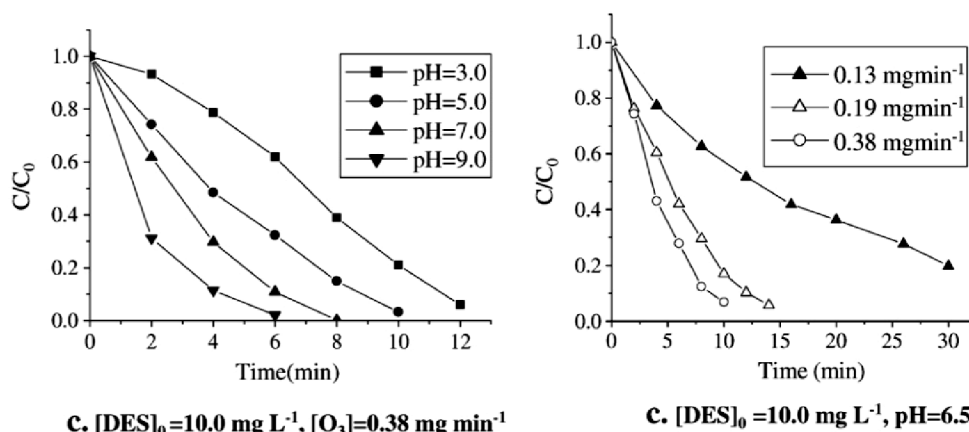 1.0
0.8
0.6
0.4
0.2
0.0
C/C₀
0 2 4 6 8 10 12
Time(min)
pH=3.0
pH=5.0
pH=7.0
pH=9.0
c. [DES]₀ =10.0 mg L⁻¹, [O₃]=0.38 mg min⁻¹
1.0
0.8
0.6
0.4
0.2
0.0
C/C₀
0 5 10 15 20 25 30
Time (min)
0.13 mgmin⁻¹
0.19 mgmin⁻¹
0.38 mgmin⁻¹
c. [DES]₀ =10.0 mg L⁻¹, pH=6.5